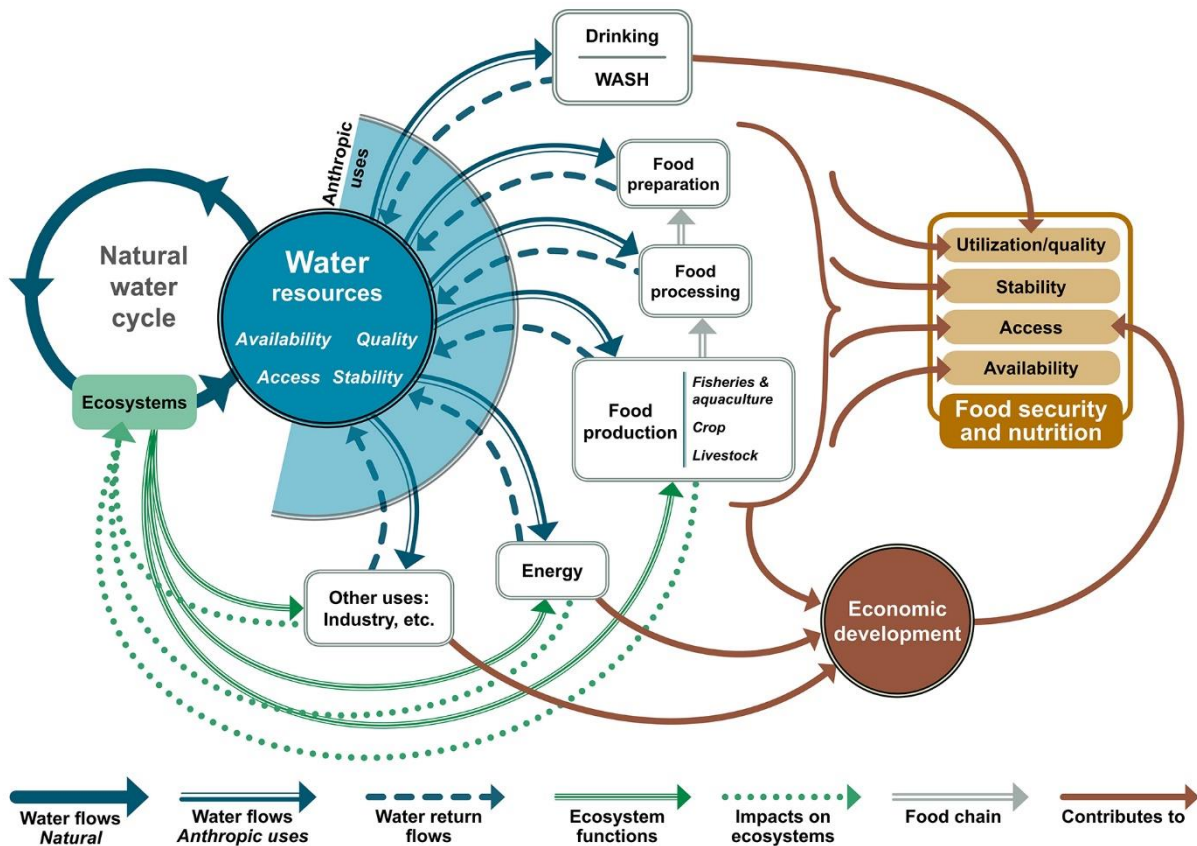 Drinking
WASH
Anthropic
uses
Food
preparation
Natural
water
cycle
Water
resources
Availability Quality
Access Stability
Food
processing
Utilization/quality
Stability
Access
Availability
Food security
and nutrition
Ecosystems
Food
production
Fisheries &
aquaculture
Crop
Livestock
Energy
Other uses:
Industry, etc.
Economic
development
Water flows
Natural
Water flows
Anthropic uses
Water return
flows
Ecosystem
functions
Impacts on
ecosystems
Food chain
Contributes to